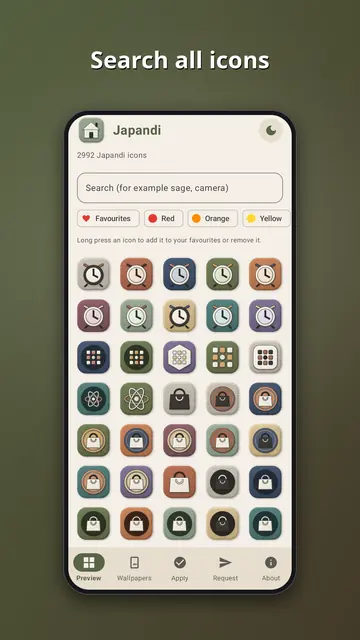 Search all icons
Japandi
2992 Japandi icons
Search (for example sage, camera)
Favourites Red Orange Yellow
Long press an icon to add it to your favourites or remove it.
Preview Wallpapers Apply Request About